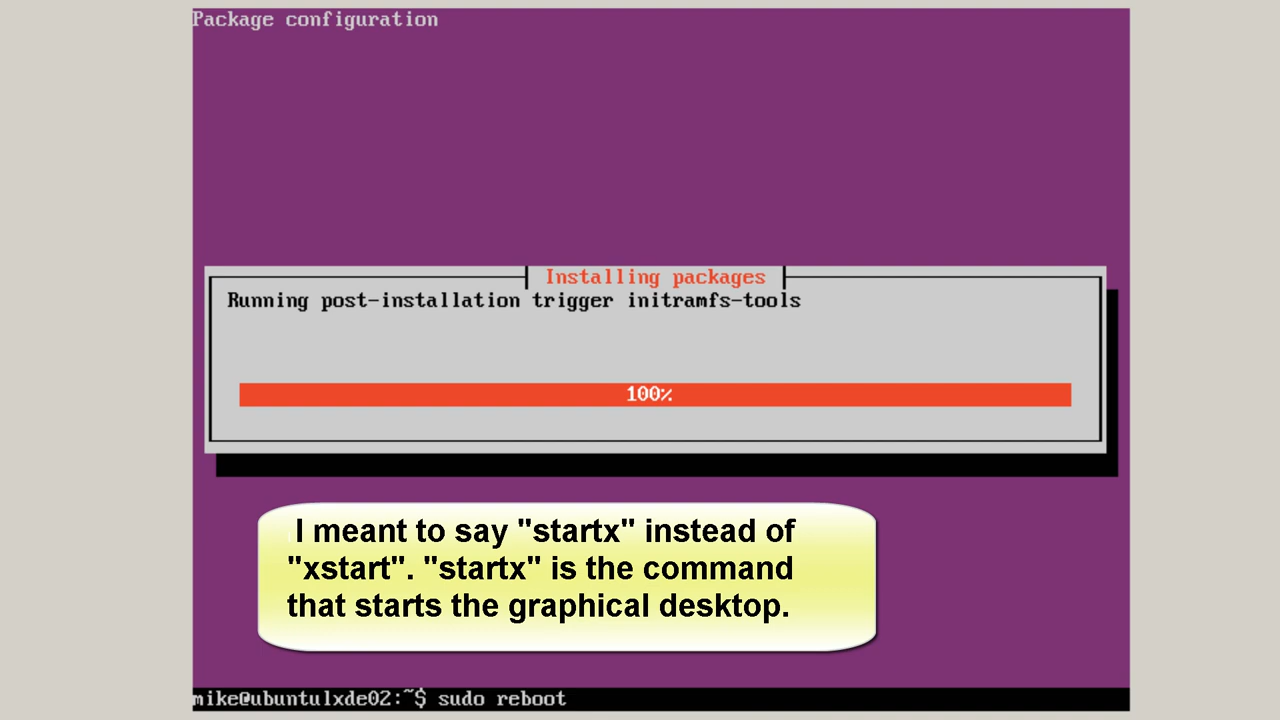 Package configuration
Installing packages
Running post-installation trigger initramfs-tools
100%
I meant to say "startx" instead of
"xstart". "startx" is the command
that starts the graphical desktop.
mike@ubuntulxde02:~$ sudo reboot